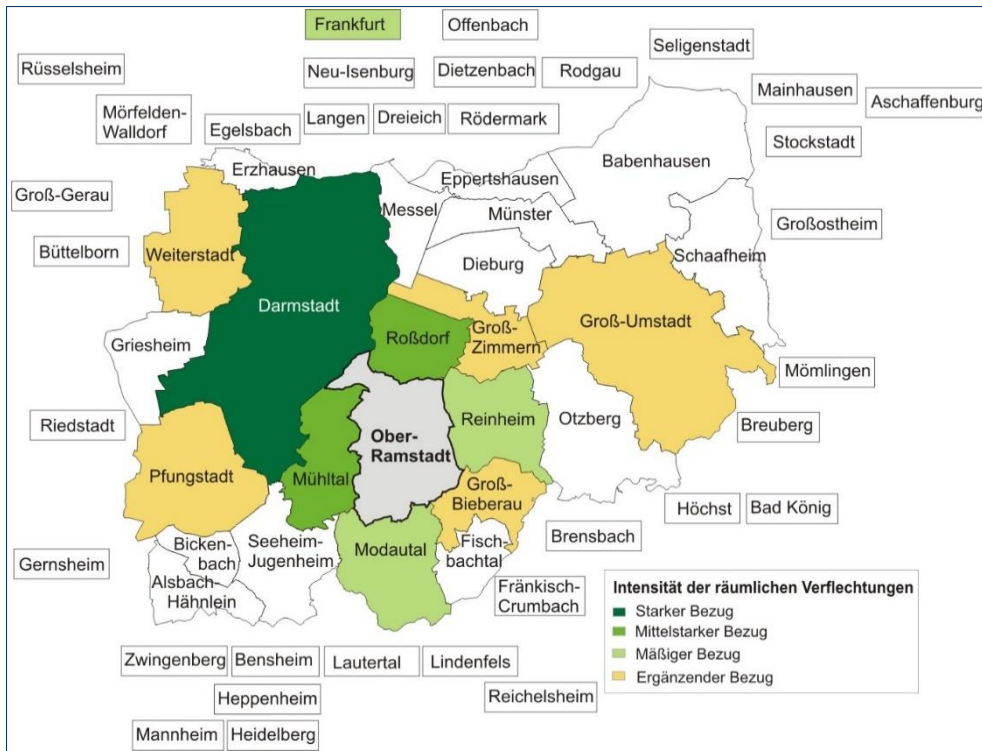 Frankfurt
Offenbach
Seligenstadt
Rüsselsheim
Neu-Isenburg
Dietzenbach
Rodgau
Mainhausen
Aschaffenburg
Mörfelden-
Walldorf
Egelsbach
Langen
Dreieich
Rödermark
Stockstadt
Erzhausen
Babenhausen
Eppertshausen
Groß-Gerau
Messel
Münster
Großostheim
Büttelborn
Weiterstadt
Dieburg
Schaafheim
Darmstadt
Griesheim
Roßdorf
Groß-
Zimmern
Groß-Umstadt
Mömlingen
Riedstadt
Ober-
Ramstadt
Reinheim
Otzberg
Breuberg
Pfungstadt
Mühltal
Groß-
Bieberau
Höchst
Bad König
Bicken-
bach
Seeheim-
Jugenheim
Modautal
Fisch-
bachtal
Brensbach
Gernsheim
Alsbach-
Hähnlein
Fränkisch-
Crumbach
Intensität der räumlichen Verflechtungen
Starker Bezug
Mittelstarker Bezug
Mäßiger Bezug
Ergänzender Bezug
Zwingenberg
Bensheim
Lautertal
Lindenfels
Heppenheim
Reichelsheim
Mannheim
Heidelberg